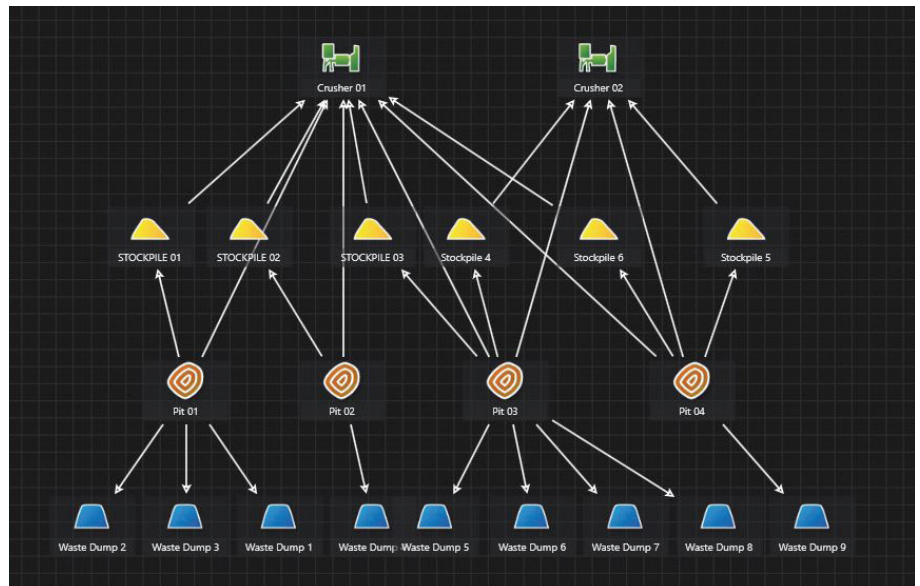 Crusher 01
Crusher 02
STOCKPILE 01
STOCKPILE 02
STOCKPILE 03
Stockpile 4
Stockpile 6
Stockpile 5
Pit 01
Pit 02
Pit 03
Pit 04
Waste Dump 2
Waste Dump 3
Waste Dump 1
Waste Dump
Waste Dump 5
Waste Dump 6
Waste Dump 7
Waste Dump 8
Waste Dump 9